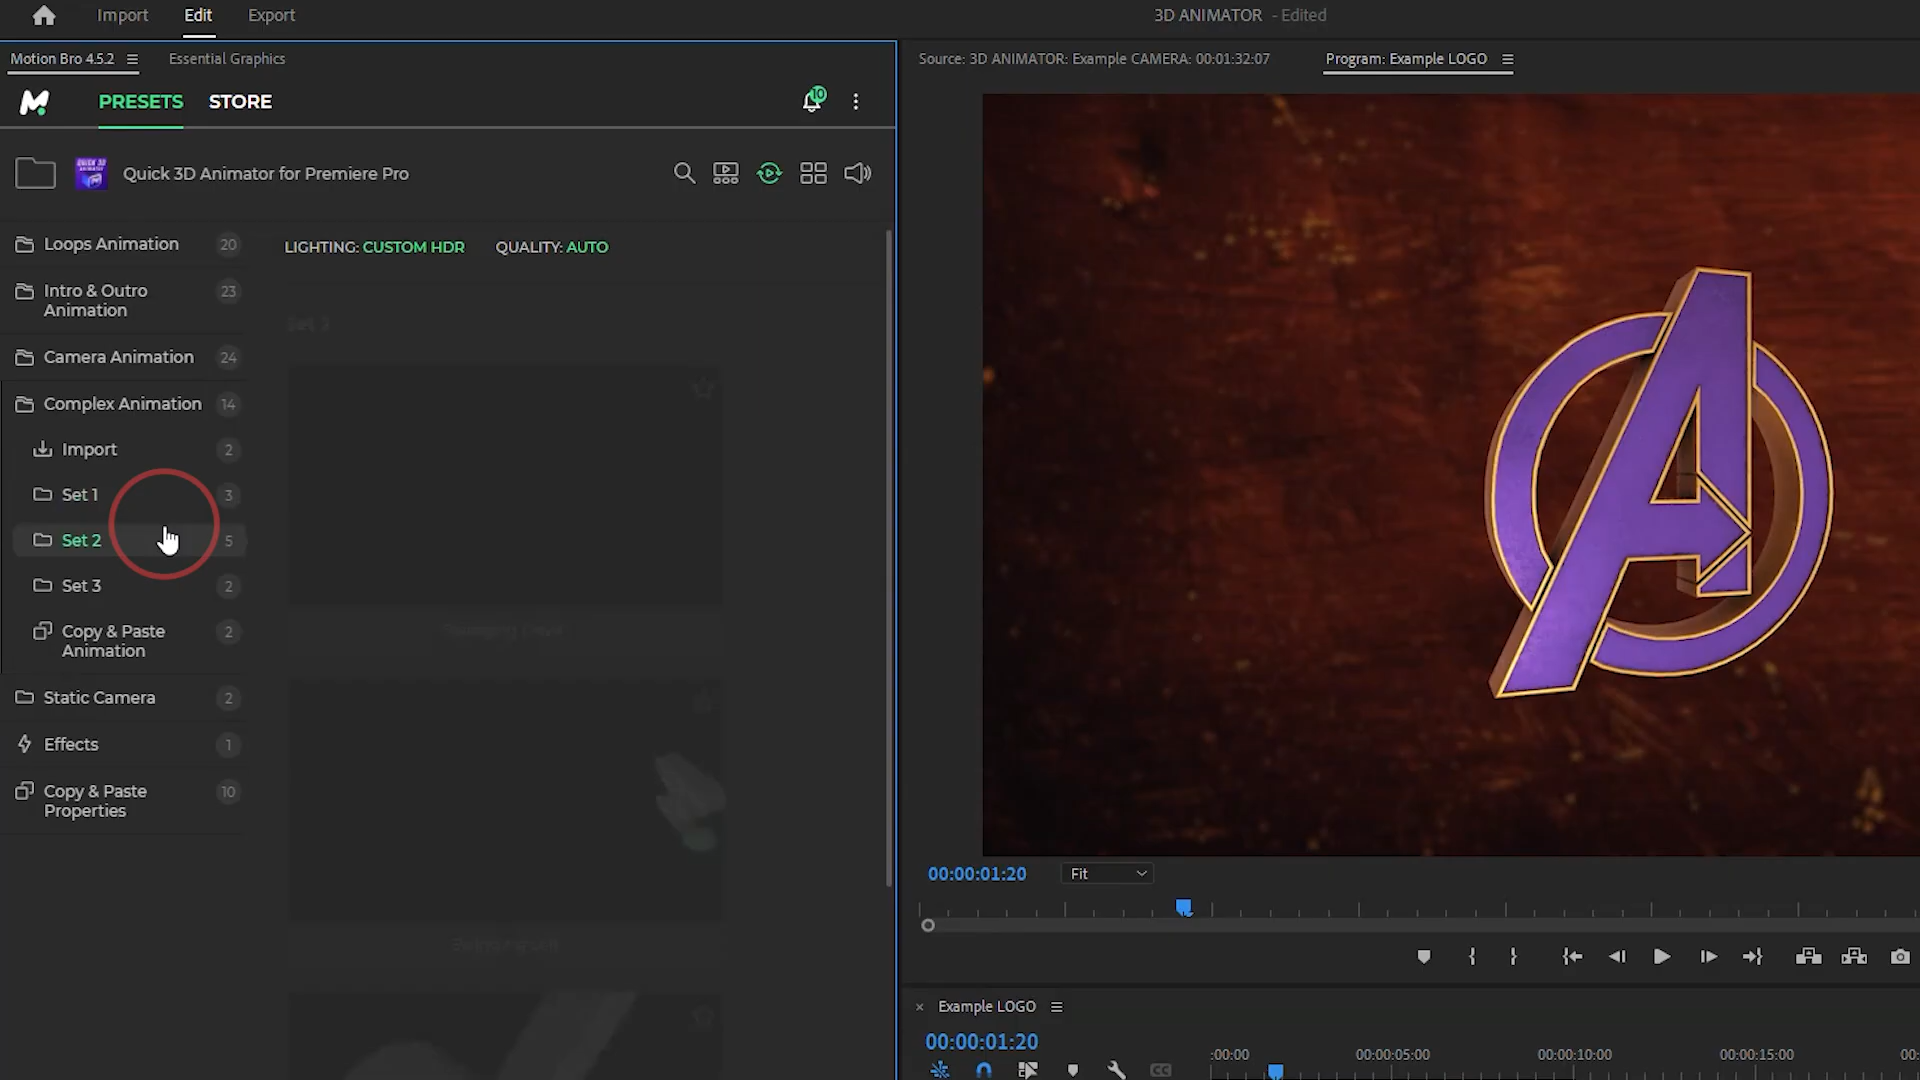 Import
Edit
Export
3D ANIMATOR - Edited
Motion Bro 4.5.2
Essential Graphics
Source: 3D ANIMATOR: Example CAMERA: 00:01:32:07
Program: Example LOGO
PRESETS
STORE
10
Quick 3D Animator for Premiere Pro
Loops Animation 20
LIGHTING: CUSTOM HDR
QUALITY: AUTO
Intro & Outro
Animation
23
Camera Animation 24
Complex Animation 14
Import 2
Set 1 3
Set 2 5
Set 3 2
Copy & Paste
Animation
2
Static Camera 2
Effects 1
Copy & Paste
Properties
10
00:00:01:20
Fit
Example LOGO
00:00:01:20
:00:00
00:00:05:00
00:00:10:00
00:00:15:00
00:
CC